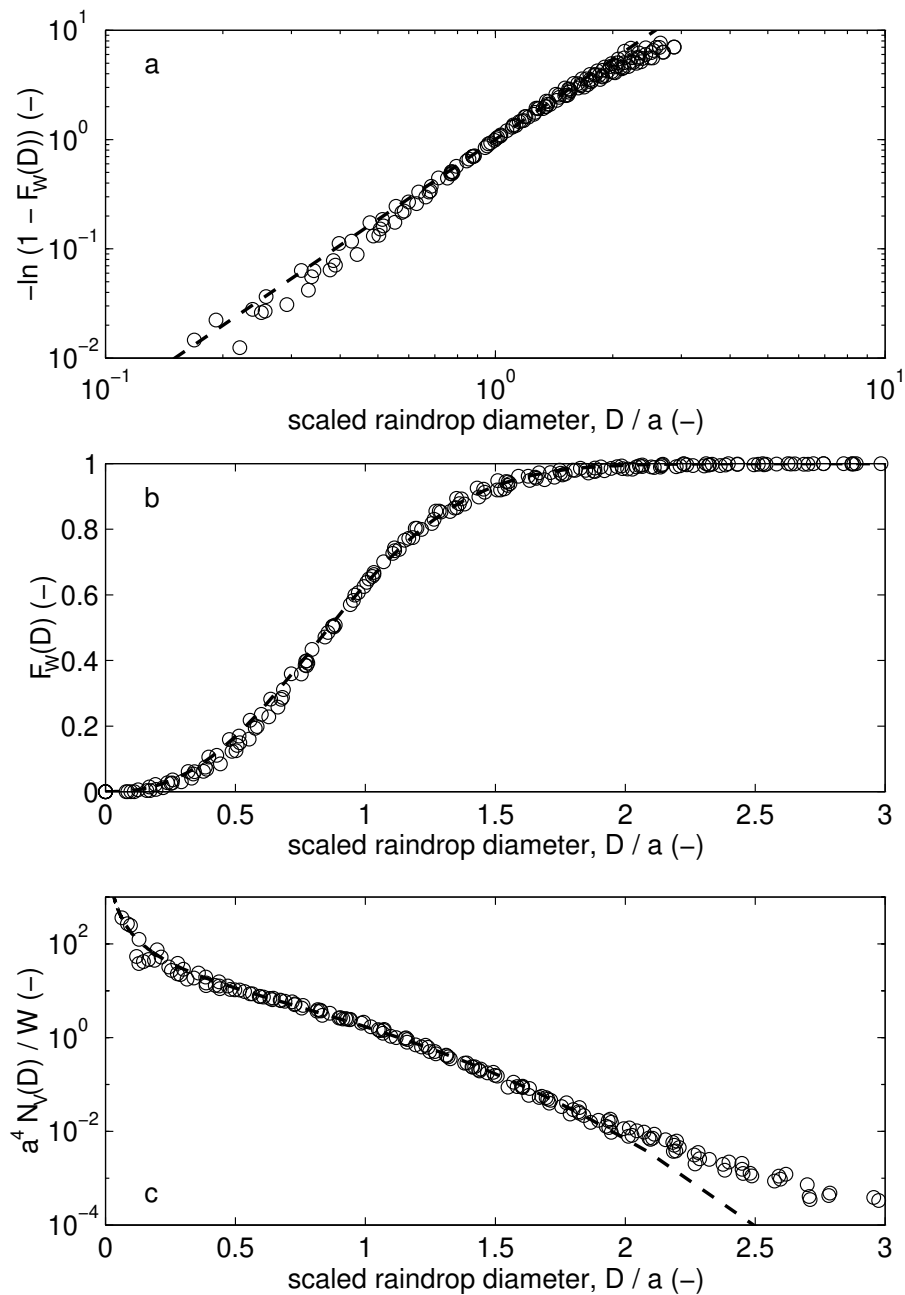 a
−ln (1 − F_W(D)) (−)
10^1
10^0
10^−1
10^−2
10^−1 10^0 10^1
scaled raindrop diameter, D / a (−)
b
F_W(D) (−)
1
0.8
0.6
0.4
0.2
0
0 0.5 1 1.5 2 2.5 3
scaled raindrop diameter, D / a (−)
c
a^4 N_V(D) / W (−)
10^2
10^0
10^−2
10^−4
0 0.5 1 1.5 2 2.5 3
scaled raindrop diameter, D / a (−)